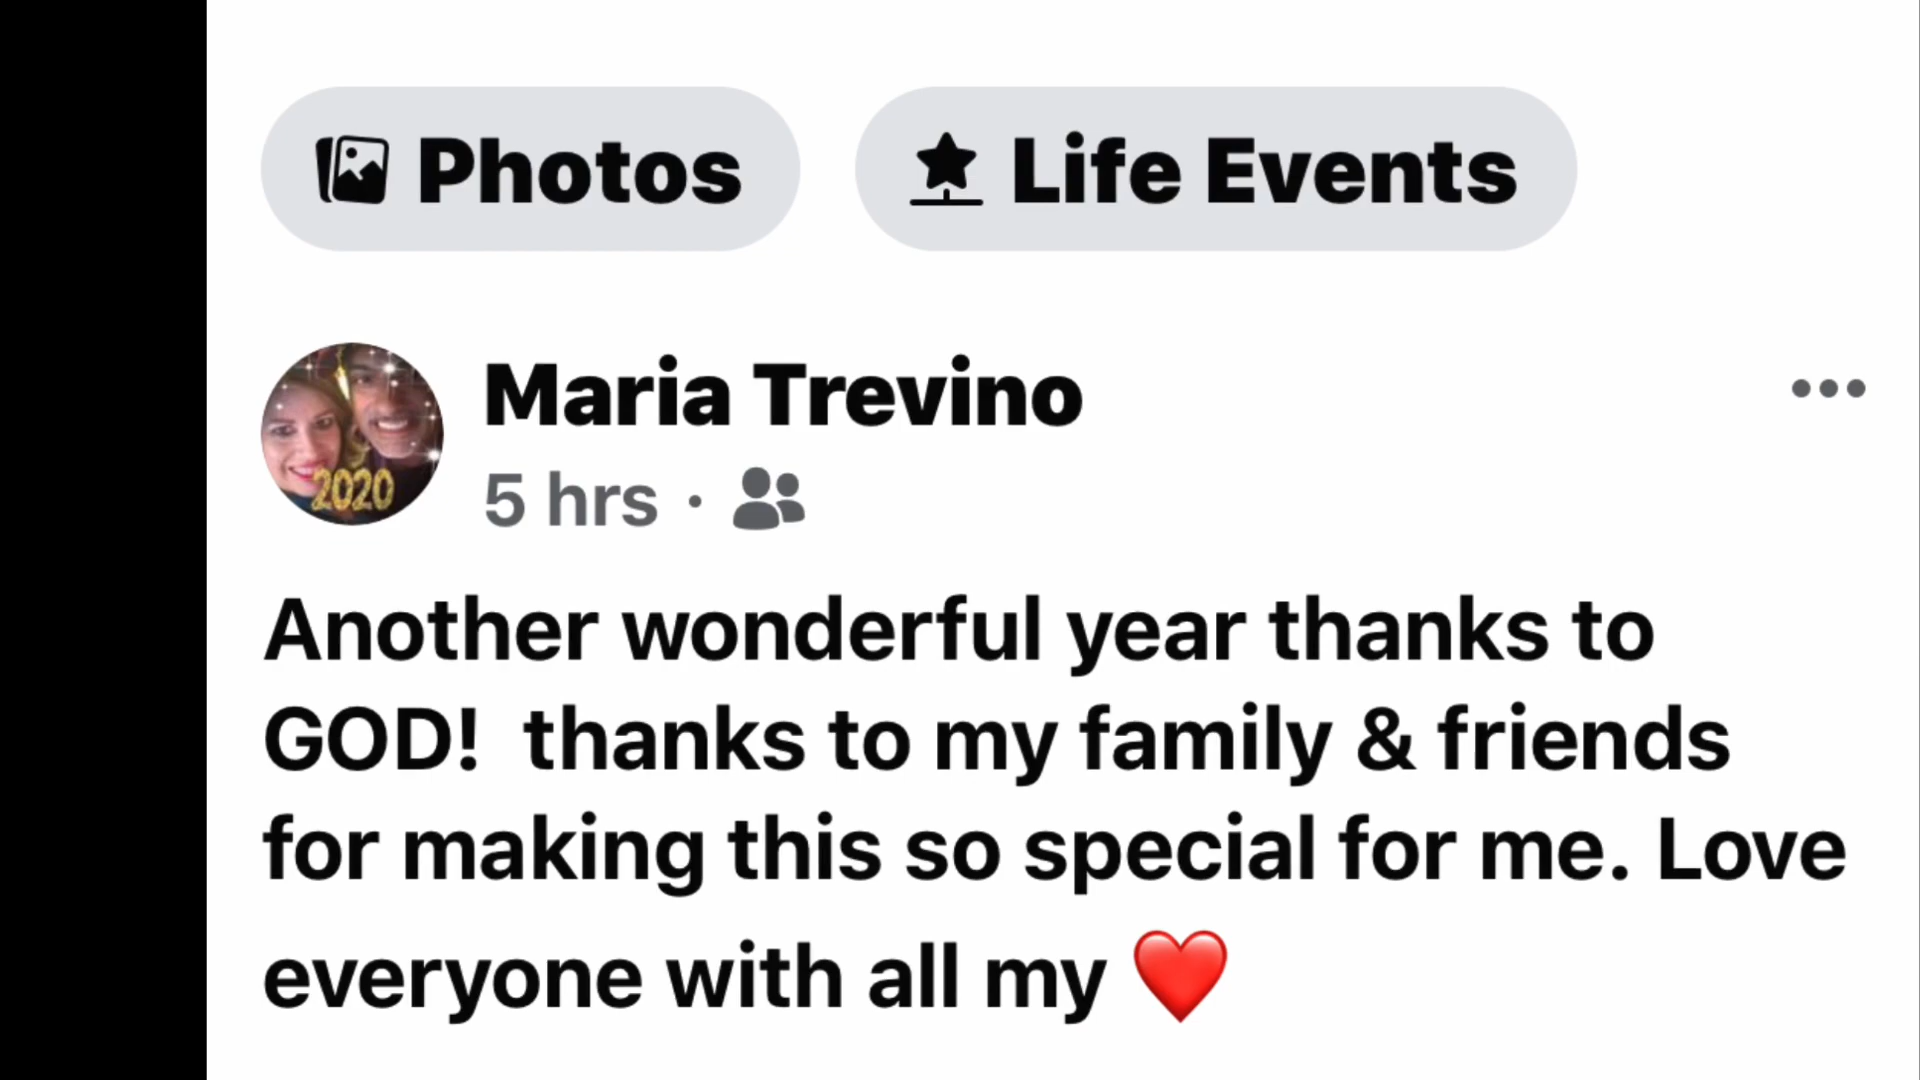 Photos Life Events
Maria Trevino
5 hrs ·
2020
Another wonderful year thanks to
GOD!  thanks to my family & friends
for making this so special for me. Love
everyone with all my ❤️